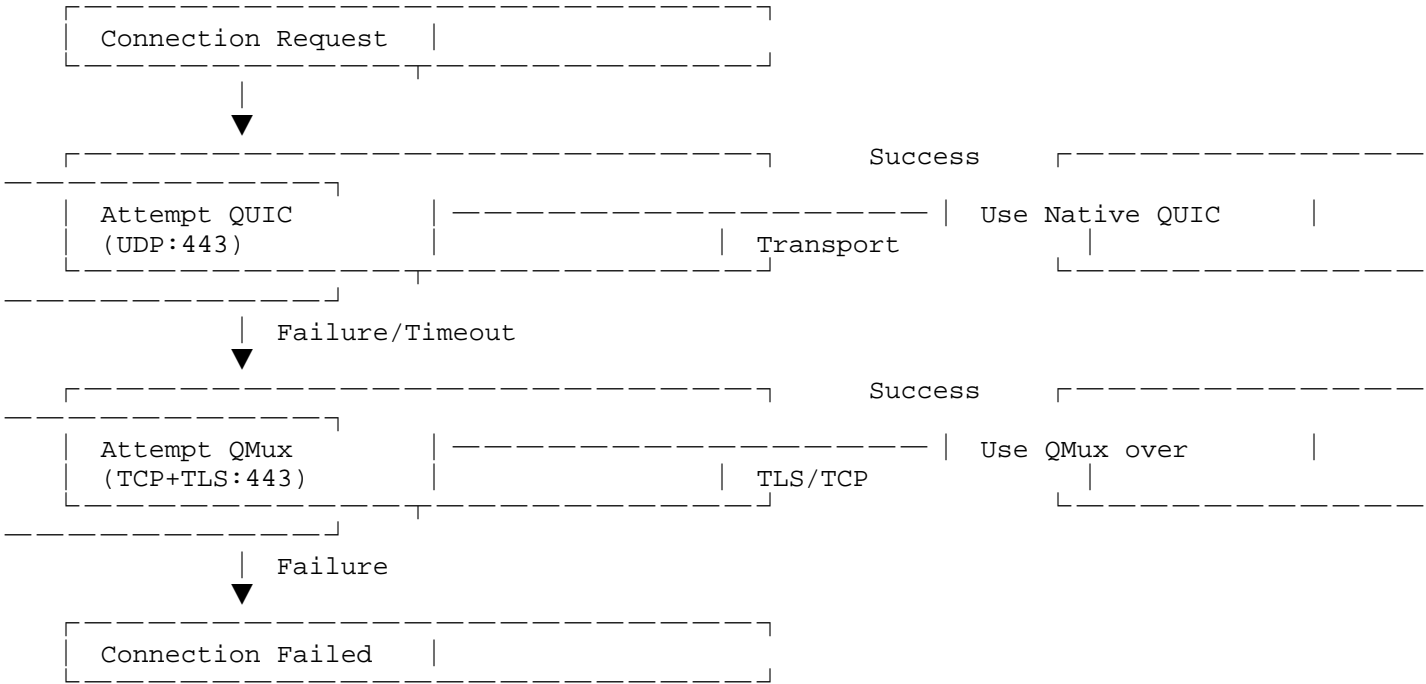 Connection Request
Success
Attempt QUIC Use Native QUIC
(UDP:443) Transport
Failure/Timeout
Success
Attempt QMux Use QMux over
(TCP+TLS:443) TLS/TCP
Failure
Connection Failed